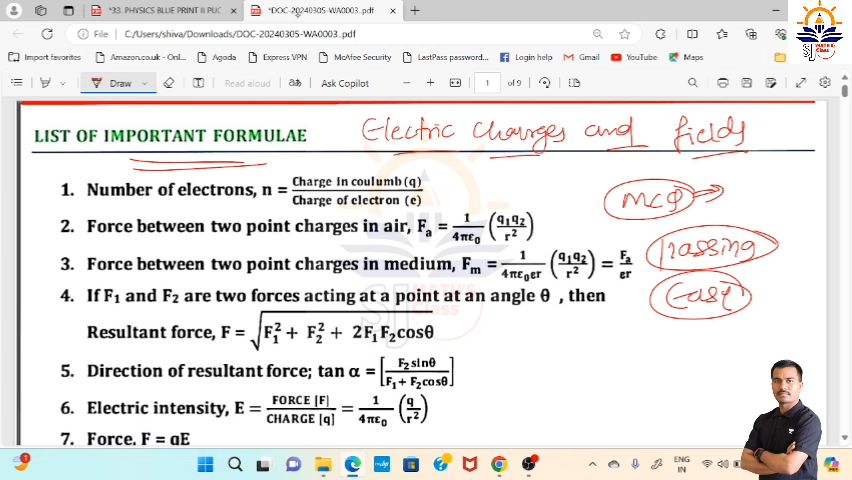 *33. PHYSICS BLUE PRINT II PUC
*DOC-20240305-WA0003..pdf
File
C:/Users/shiva/Downloads/DOC-20240305-WA0003..pdf
Import favorites
Amazon.co.uk - Onl...
Agoda
Express VPN
McAfee Security
LastPass password...
Login help
Gmail
YouTube
Maps
Draw
Read aloud
Ask Copilot
1 of 9
LIST OF IMPORTANT FORMULAE
Electric charges and fields
1. Number of electrons, n = Charge in coulumb (q) / Charge of electron (e)
MCQ
2. Force between two point charges in air, Fa = 1/4πε0 (q1q2/r²)
passing
3. Force between two point charges in medium, Fm = 1/4πε0εr (q1q2/r²) = Fa/εr
Easy
4. If F1 and F2 are two forces acting at a point at an angle θ , then
Resultant force, F = √F1² + F2² + 2F1F2cosθ
5. Direction of resultant force; tan α = [F2sinθ / F1+ F2cosθ]
6. Electric intensity, E = FORCE [F] / CHARGE [q] = 1/4πε0 (q/r²)
7. Force, F = qE
ENG
IN